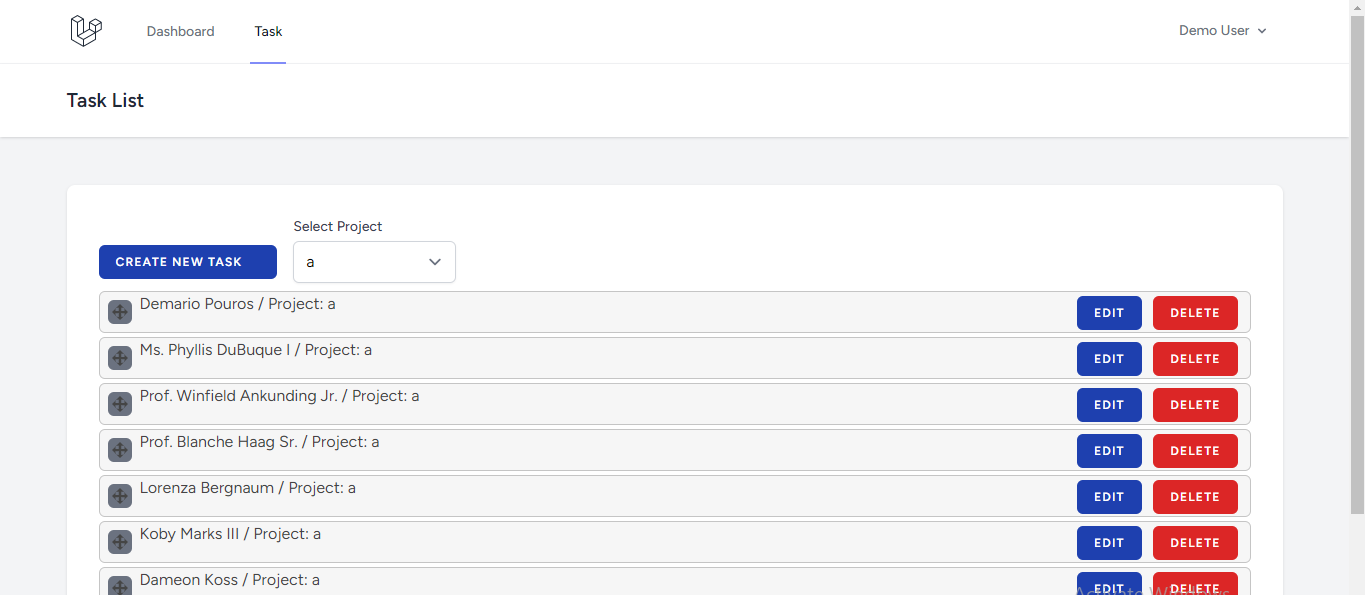 Dashboard Task Demo User
Task List
Select Project
CREATE NEW TASK a
Demario Pouros / Project: a EDIT DELETE
Ms. Phyllis DuBuque I / Project: a EDIT DELETE
Prof. Winfield Ankunding Jr. / Project: a EDIT DELETE
Prof. Blanche Haag Sr. / Project: a EDIT DELETE
Lorenza Bergnaum / Project: a EDIT DELETE
Koby Marks III / Project: a EDIT DELETE
Dameon Koss / Project: a EDIT DELETE
Activate Windows